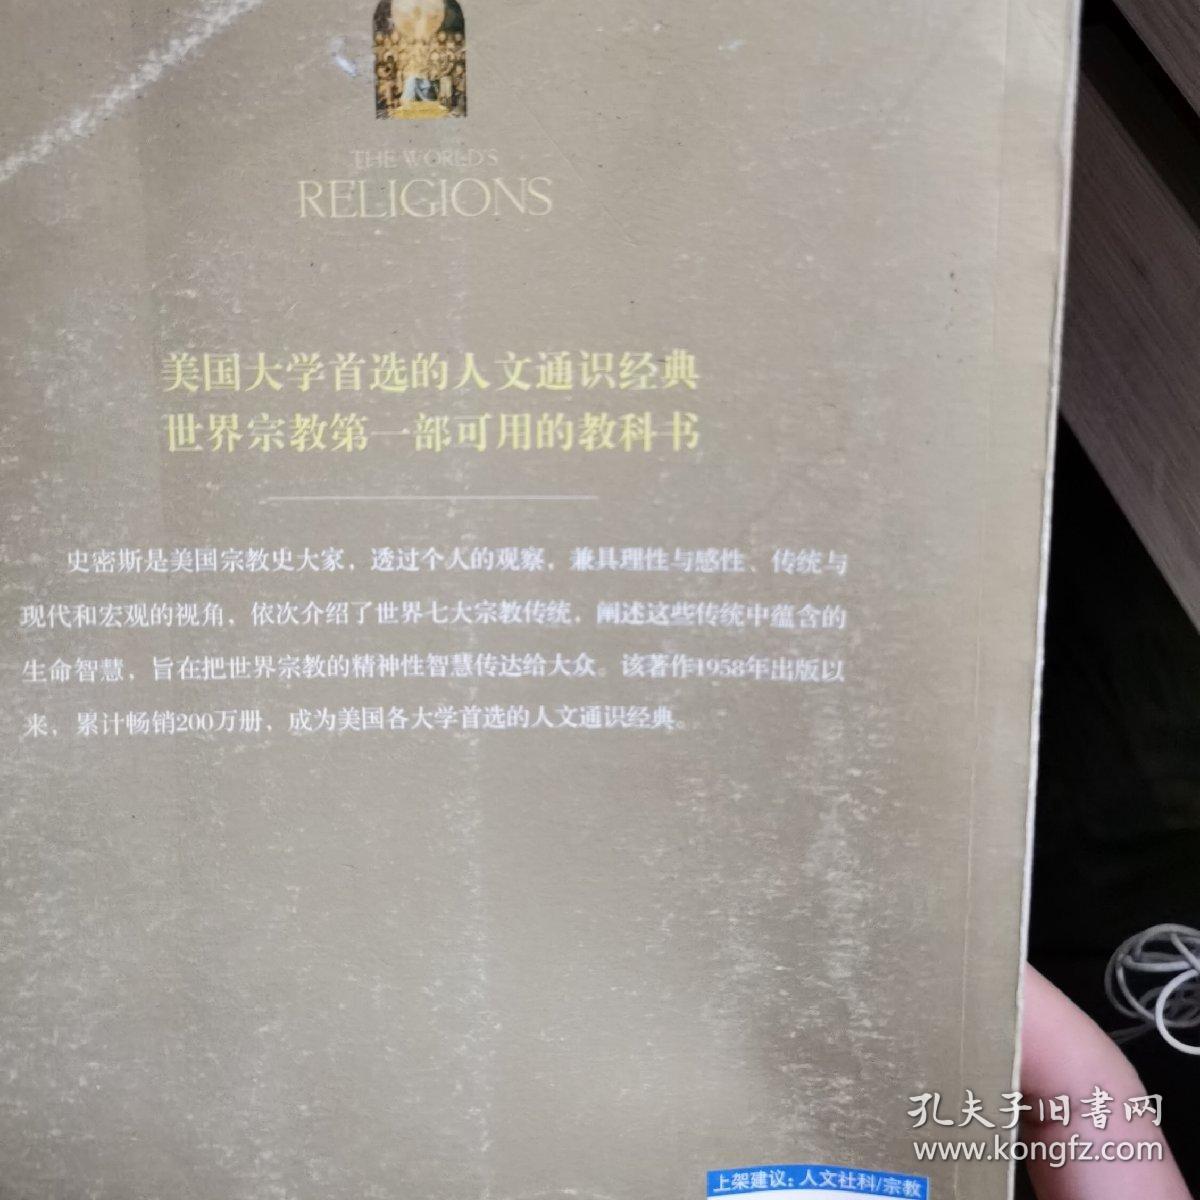 THE WORLD'S
RELIGIONS
美国大学首选的人文通识经典
世界宗教第一部可用的教科书
史密斯是美国宗教史大家，透过个人的观察，兼具理性与感性、传统与
现代和宏观的视角，依次介绍了世界七大宗教传统，阐述这些传统中蕴含的
生命智慧，旨在把世界宗教的精神性智慧传达给大众。该著作1958年出版以
来，累计畅销200万册，成为美国各大学首选的人文通识经典。
孔夫子旧書网
www.kongfz.com
上架建议：人文社科/宗教